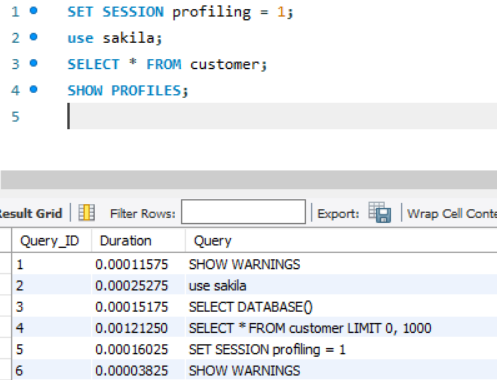 1 SET SESSION profiling = 1;
2 use sakila;
3 SELECT * FROM customer;
4 SHOW PROFILES;
5
Result Grid Filter Rows: Export: Wrap Cell Conte
Query_ID Duration Query
1 0.00011575 SHOW WARNINGS
2 0.00025275 use sakila
3 0.00015175 SELECT DATABASE()
4 0.00121250 SELECT * FROM customer LIMIT 0, 1000
5 0.00016025 SET SESSION profiling = 1
6 0.00003825 SHOW WARNINGS